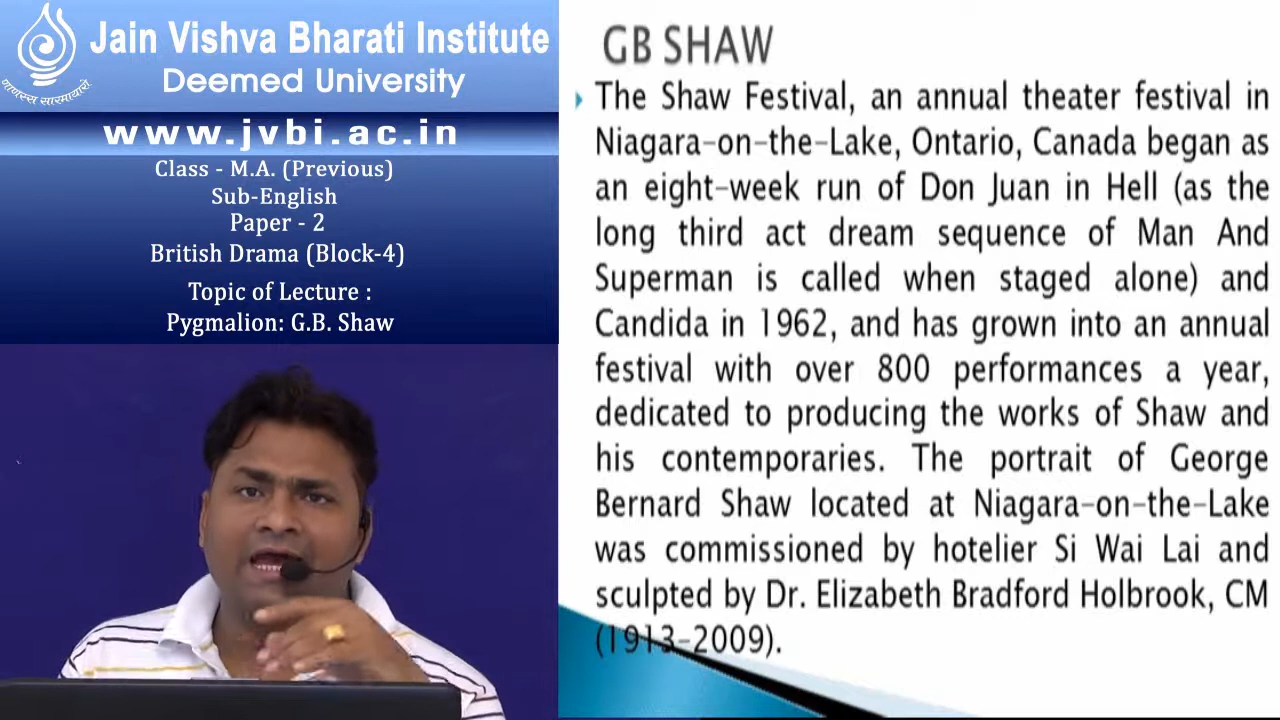 Jain Vishva Bharati Institute
Deemed University
www.jvbi.ac.in
Class - M.A. (Previous)
Sub-English
Paper - 2
British Drama (Block-4)
Topic of Lecture :
Pygmalion: G.B. Shaw
GB SHAW
The Shaw Festival, an annual theater festival in
Niagara-on-the-Lake, Ontario, Canada began as
an eight-week run of Don Juan in Hell (as the
long third act dream sequence of Man And
Superman is called when staged alone) and
Candida in 1962, and has grown into an annual
festival with over 800 performances a year,
dedicated to producing the works of Shaw and
his contemporaries. The portrait of George
Bernard Shaw located at Niagara-on-the-Lake
was commissioned by hotelier Si Wai Lai and
sculpted by Dr. Elizabeth Bradford Holbrook, CM
(1913-2009).